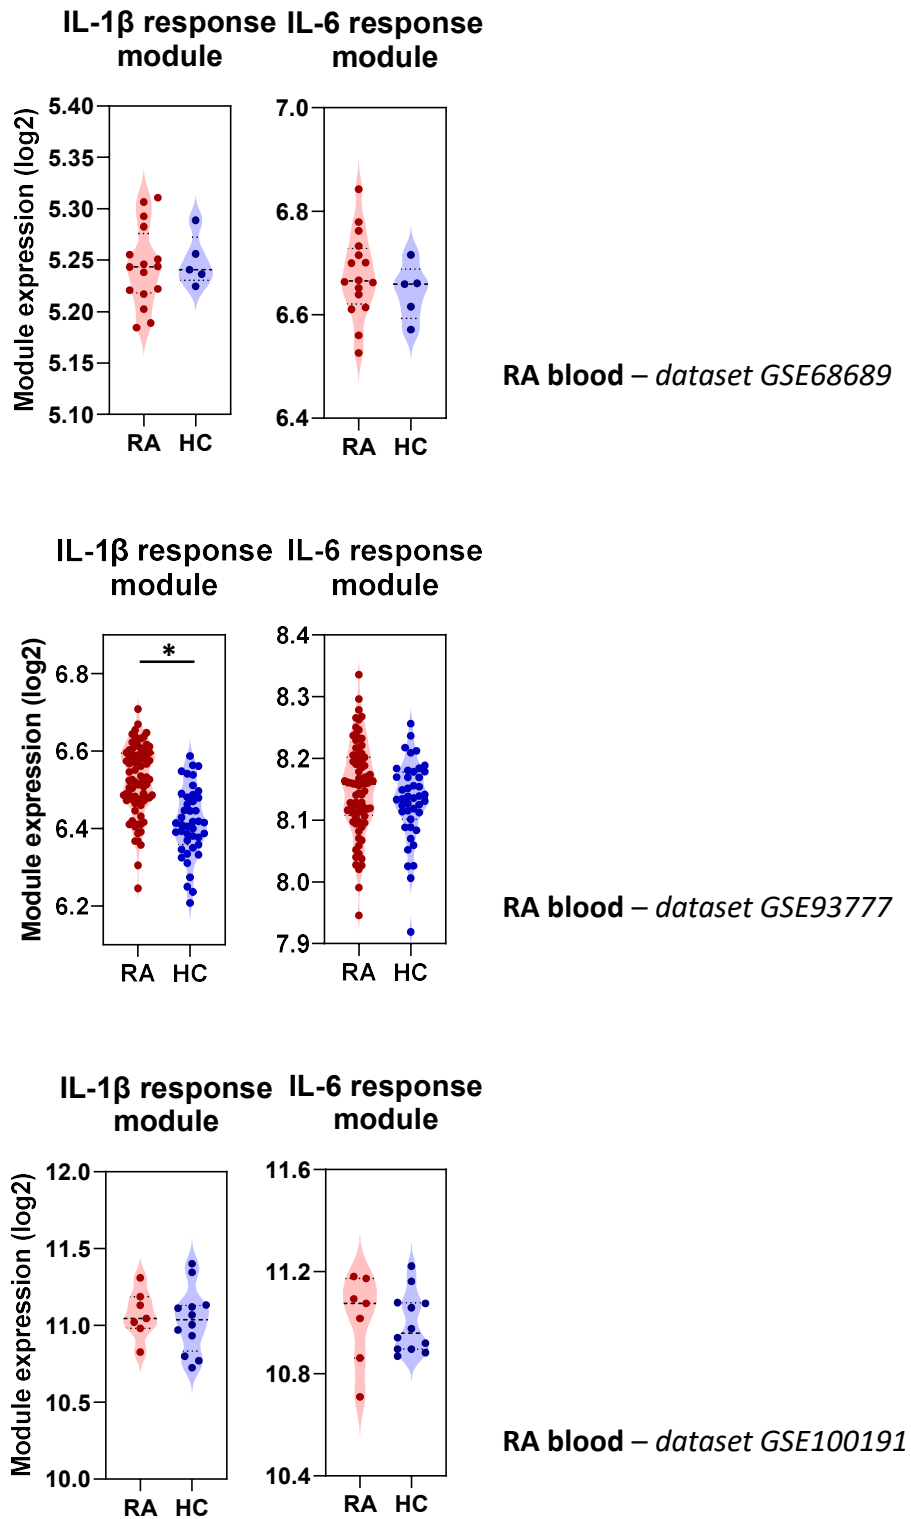 IL-1β response module
IL-6 response module
Module expression (log2)
5.40
5.35
5.30
5.25
5.20
5.15
5.10
RA HC
7.0
6.8
6.6
6.4
RA HC
RA blood – dataset GSE68689
IL-1β response module
IL-6 response module
Module expression (log2)
6.8
6.6
6.4
6.2
*
RA HC
8.4
8.3
8.2
8.1
8.0
7.9
RA HC
RA blood – dataset GSE93777
IL-1β response module
IL-6 response module
Module expression (log2)
12.0
11.5
11.0
10.5
10.0
RA HC
11.6
11.2
10.8
10.4
RA HC
RA blood – dataset GSE100191